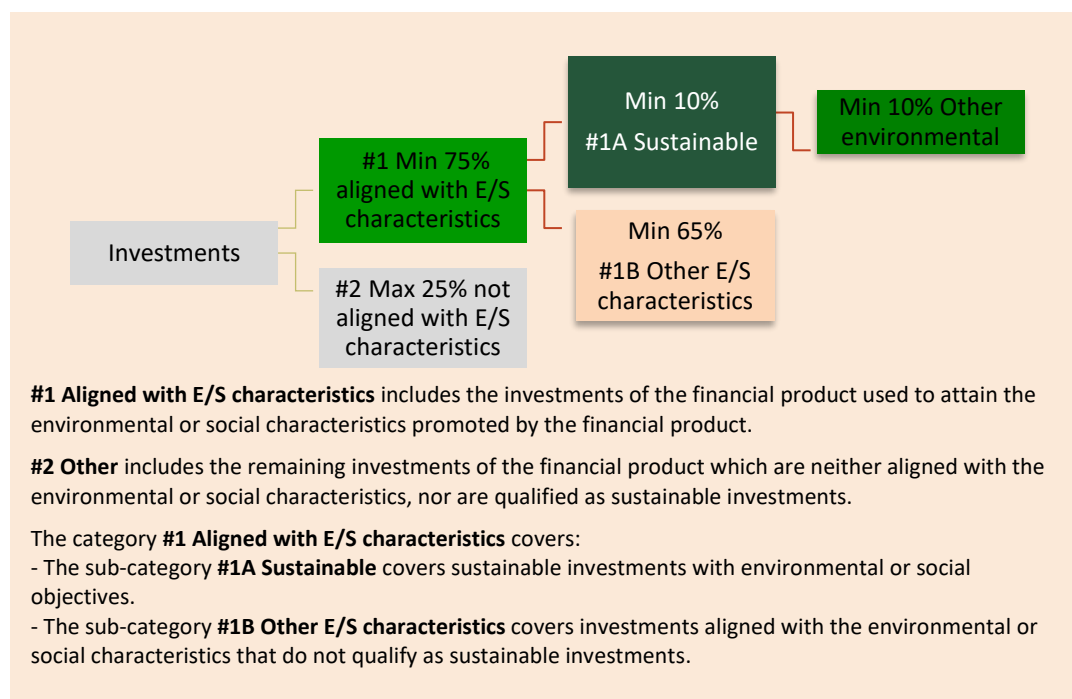 Investments
#1 Min 75%
aligned with E/S
characteristics
#2 Max 25% not
aligned with E/S
characteristics
Min 10%
#1A Sustainable
Min 65%
#1B Other E/S
characteristics
Min 10% Other
environmental
#1 Aligned with E/S characteristics includes the investments of the financial product used to attain the
environmental or social characteristics promoted by the financial product.
#2 Other includes the remaining investments of the financial product which are neither aligned with the
environmental or social characteristics, nor are qualified as sustainable investments.
The category #1 Aligned with E/S characteristics covers:
- The sub-category #1A Sustainable covers sustainable investments with environmental or social
objectives.
- The sub-category #1B Other E/S characteristics covers investments aligned with the environmental or
social characteristics that do not qualify as sustainable investments.